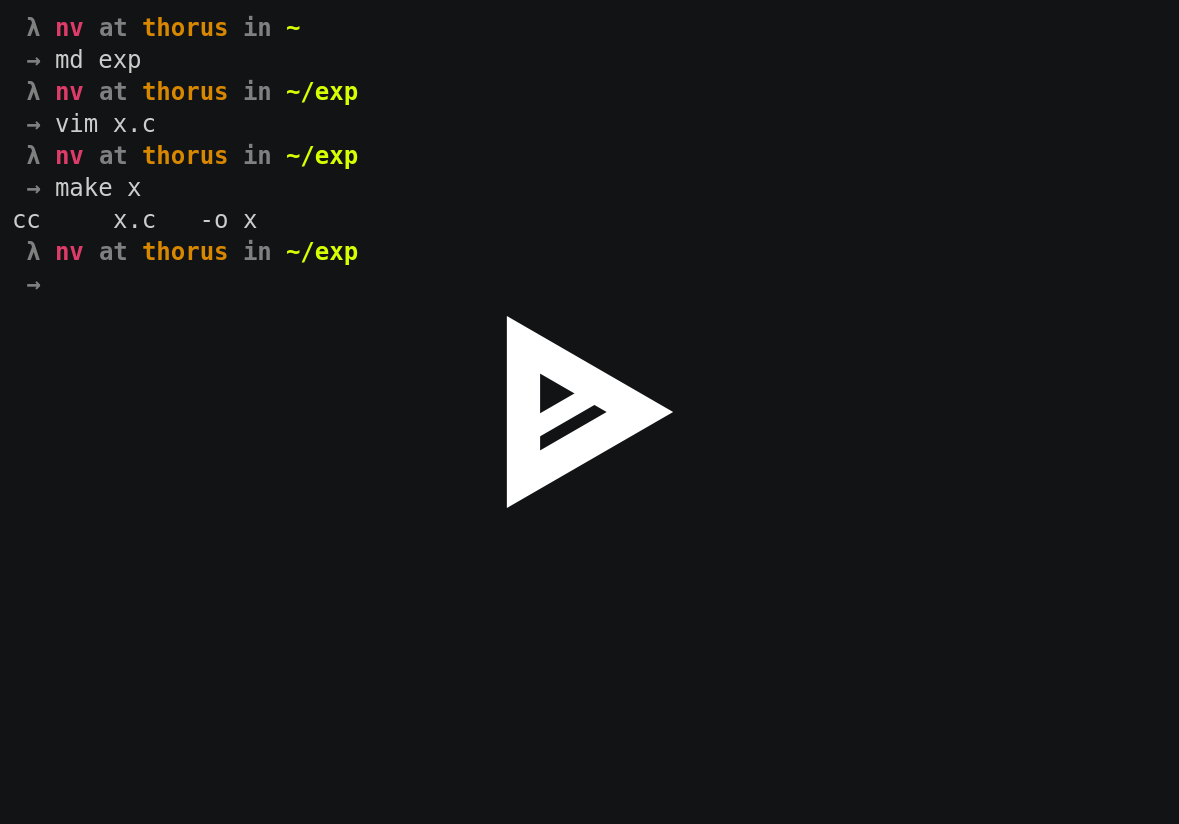 λ nv at thorus in ~
→ md exp
λ nv at thorus in ~/exp
→ vim x.c
λ nv at thorus in ~/exp
→ make x
cc     x.c   -o x
λ nv at thorus in ~/exp
→